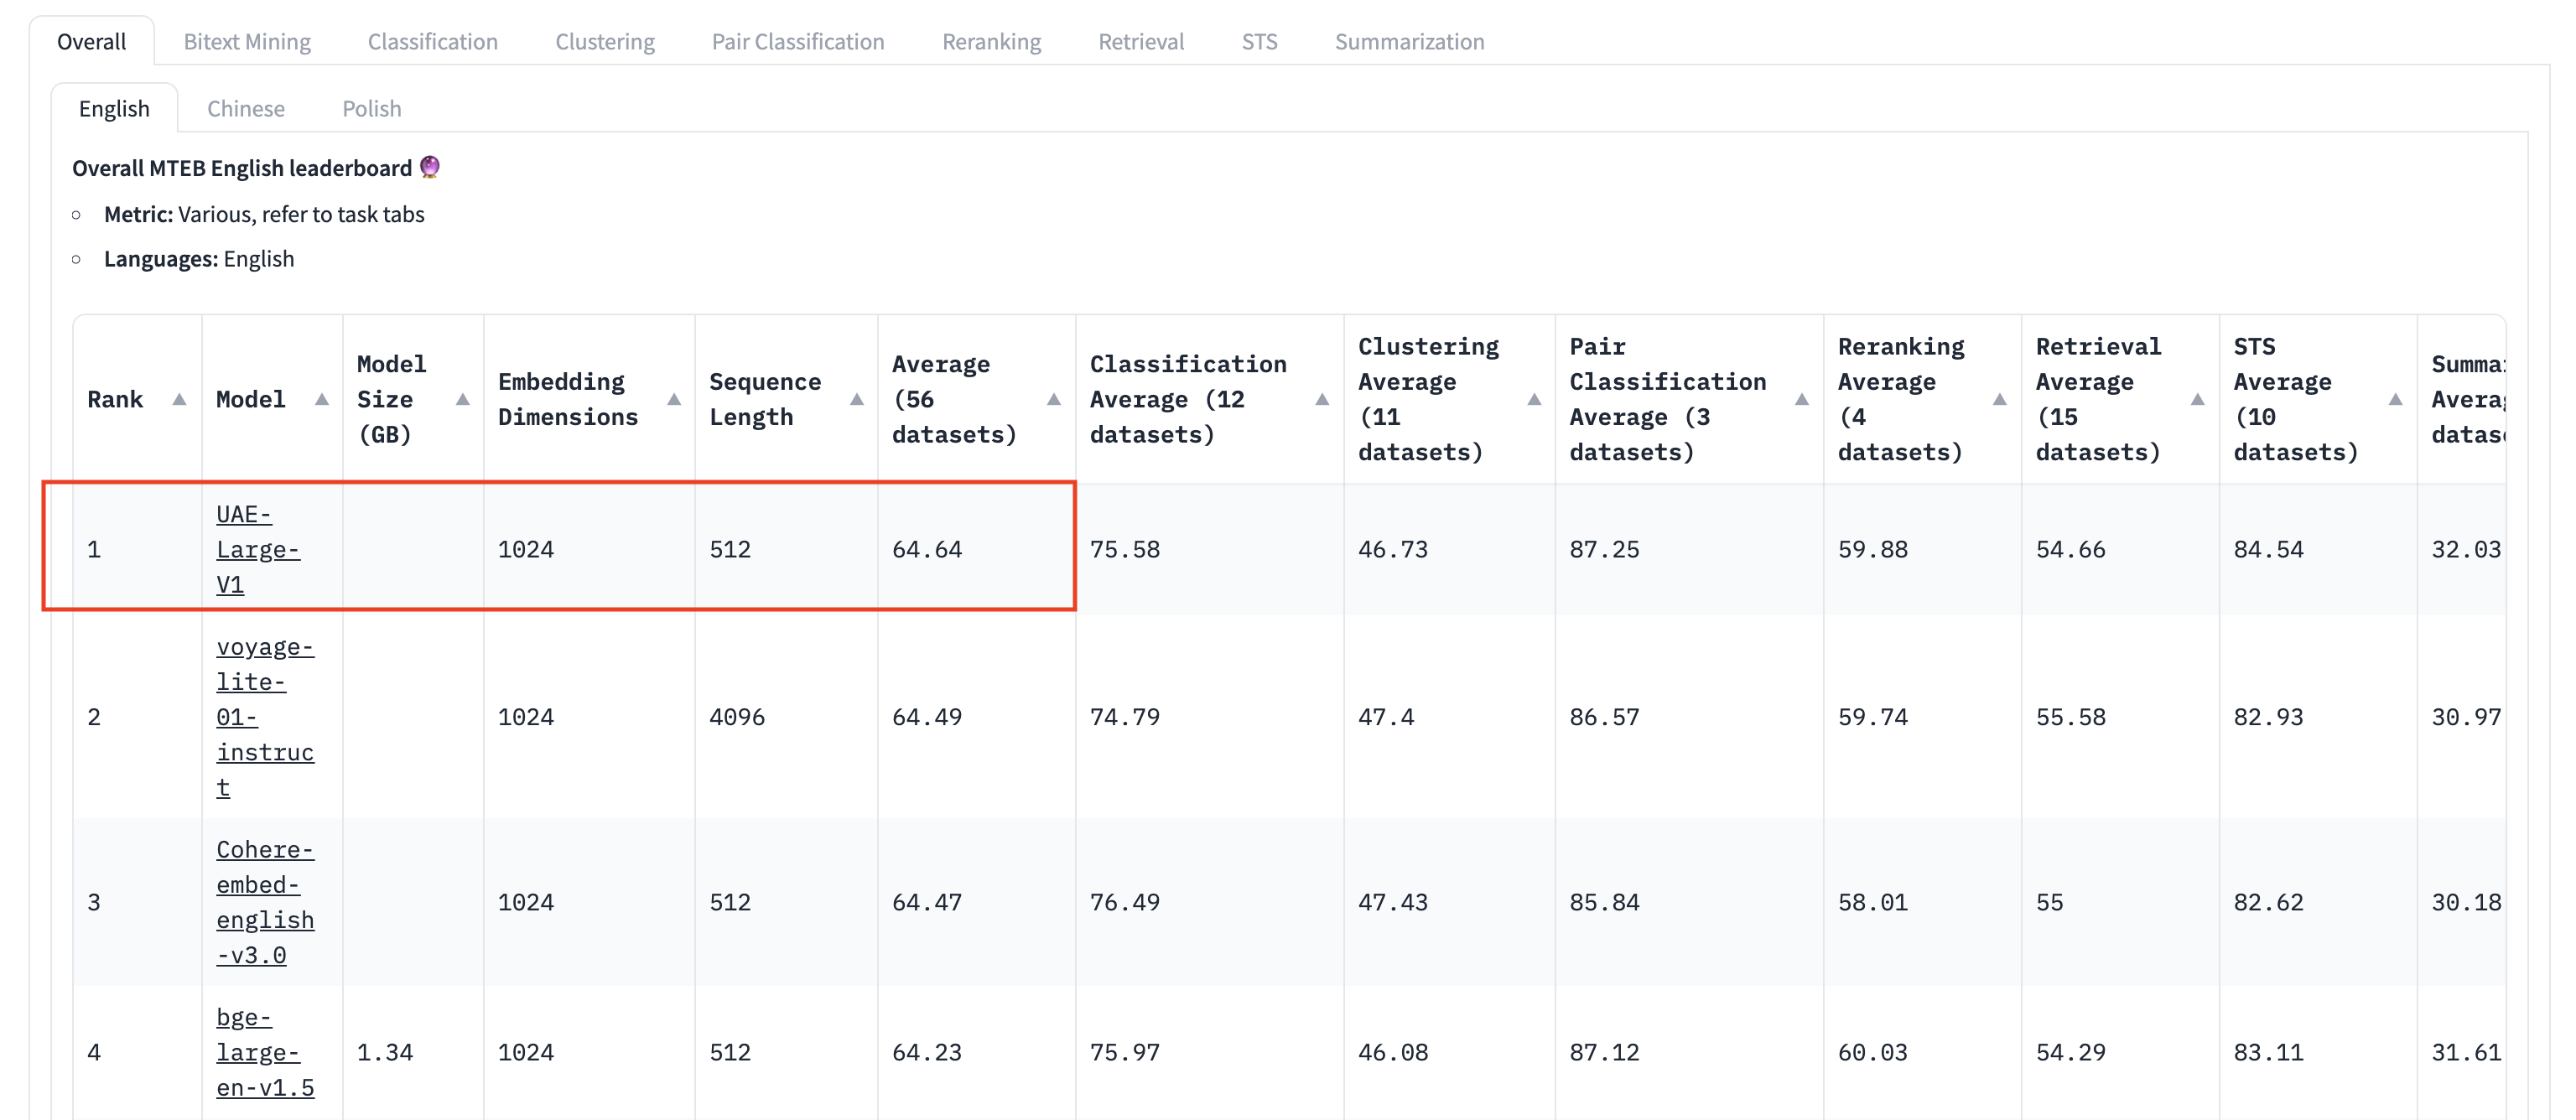 Overall Bitext Mining Classification Clustering Pair Classification Reranking Retrieval STS Summarization
English Chinese Polish
Overall MTEB English leaderboard 🔮
Metric: Various, refer to task tabs
Languages: English
Rank
Model
Model
Size
(GB)
Embedding
Dimensions
Sequence
Length
Average
(56
datasets)
Classification
Average (12
datasets)
Clustering
Average
(11
datasets)
Pair
Classification
Average (3
datasets)
Reranking
Average
(4
datasets)
Retrieval
Average
(15
datasets)
STS
Average
(10
datasets)
1
UAE-
Large-
V1
1024 512 64.64 75.58 46.73 87.25 59.88 54.66 84.54 32.03
2
voyage-
lite-
01-
instruc
t
1024 4096 64.49 74.79 47.4 86.57 59.74 55.58 82.93 30.97
3
Cohere-
embed-
english
-v3.0
1024 512 64.47 76.49 47.43 85.84 58.01 55 82.62 30.18
4
bge-
large-
en-v1.5
1.34 1024 512 64.23 75.97 46.08 87.12 60.03 54.29 83.11 31.61